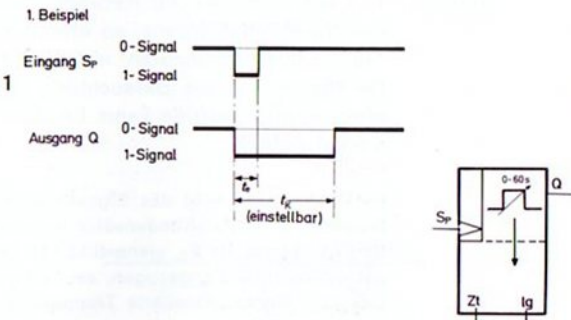 1. Beispiel
0-Signal
Eingang Sₚ
1-Signal
1
0-Signal
Ausgang Q
1-Signal
tₑ
t_K
(einstellbar)
0-60s
Q
Sₚ
Zt
Ig